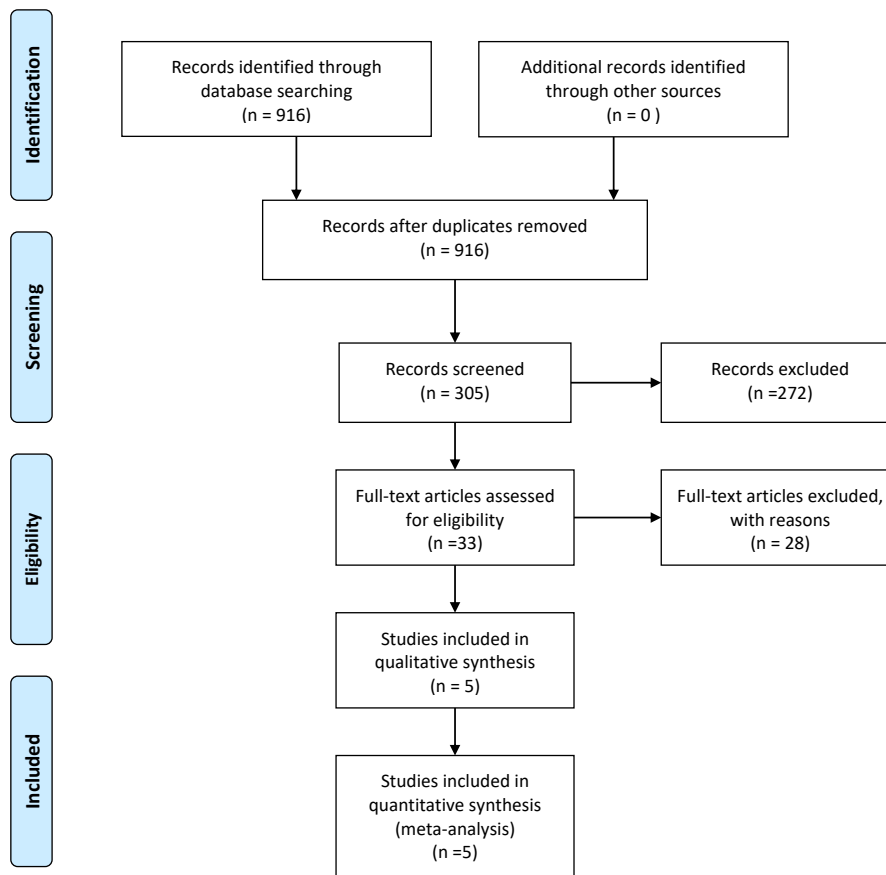 Identification
Records identified through
database searching
(n = 916)
Additional records identified
through other sources
(n = 0 )
Records after duplicates removed
(n = 916)
Screening
Records screened
(n = 305)
Records excluded
(n =272)
Eligibility
Full-text articles assessed
for eligibility
(n =33)
Full-text articles excluded,
with reasons
(n = 28)
Studies included in
qualitative synthesis
(n = 5)
Included
Studies included in
quantitative synthesis
(meta-analysis)
(n =5)